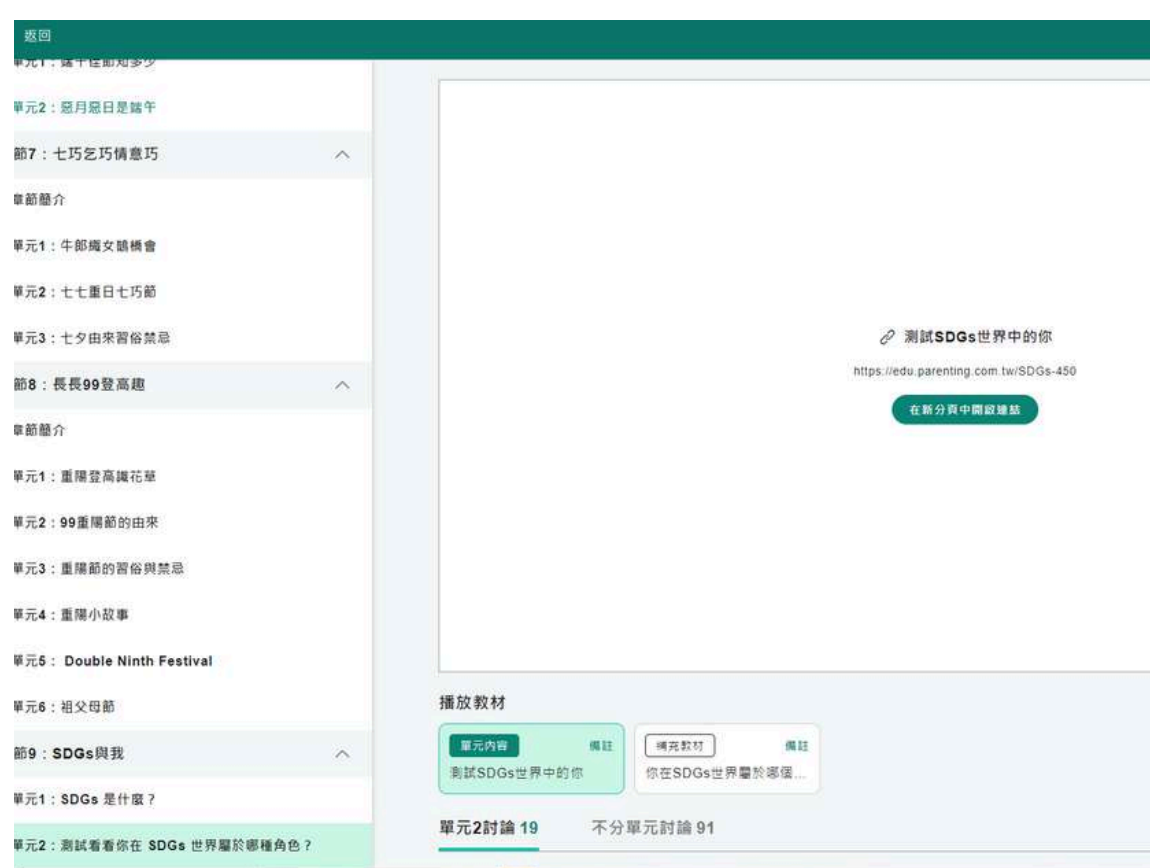 返回
單元1：端午佳節知多少
單元2：惡月惡日是端午
節7：七巧乞巧情意巧
章節簡介
單元1：牛郎織女鵲橋會
單元2：七七重日七巧節
單元3：七夕由來習俗禁忌
節8：長長99登高趣
章節簡介
單元1：重陽登高識花草
單元2：99重陽節的由來
單元3：重陽節的習俗與禁忌
單元4：重陽小故事
單元5： Double Ninth Festival
單元6：祖父母節
節9：SDGs與我
單元1：SDGs 是什麼？
單元2：測試看看你在 SDGs 世界屬於哪種角色？
測試SDGs世界中的你
https://edu.parenting.com.tw/SDGs-450
在新分頁中開啟連結
播放教材
單元內容 備註
測試SDGs世界中的你
補充教材 備註
你在SDGs世界屬於哪個...
單元2討論 19
不分單元討論 91